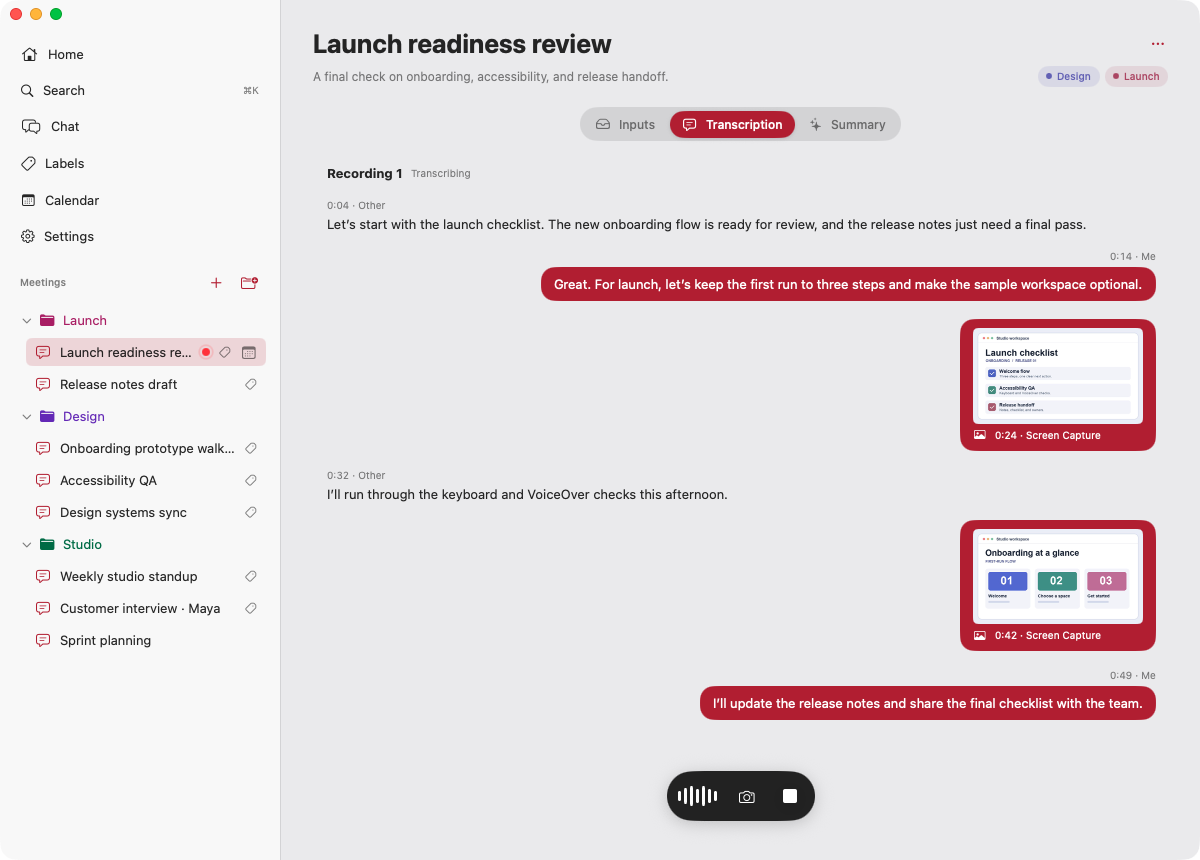 Home
Search ⌘K
Chat
Labels
Calendar
Settings
Meetings
Launch
Launch readiness re...
Release notes draft
Design
Onboarding prototype walk...
Accessibility QA
Design systems sync
Studio
Weekly studio standup
Customer interview · Maya
Sprint planning
Launch readiness review
A final check on onboarding, accessibility, and release handoff.
Design
Launch
Inputs
Transcription
Summary
Recording 1 Transcribing
0:04 · Other
Let’s start with the launch checklist. The new onboarding flow is ready for review, and the release notes just need a final pass.
0:14 · Me
Great. For launch, let’s keep the first run to three steps and make the sample workspace optional.
Studio workspace
Launch checklist
Welcome flow
Accessibility QA
Release handoff
0:24 · Screen Capture
0:32 · Other
I’ll run through the keyboard and VoiceOver checks this afternoon.
Studio workspace
Onboarding at a glance
FIRST-RUN FLOW
01
02
03
Welcome
Choose a space
Get started
0:42 · Screen Capture
0:49 · Me
I’ll update the release notes and share the final checklist with the team.